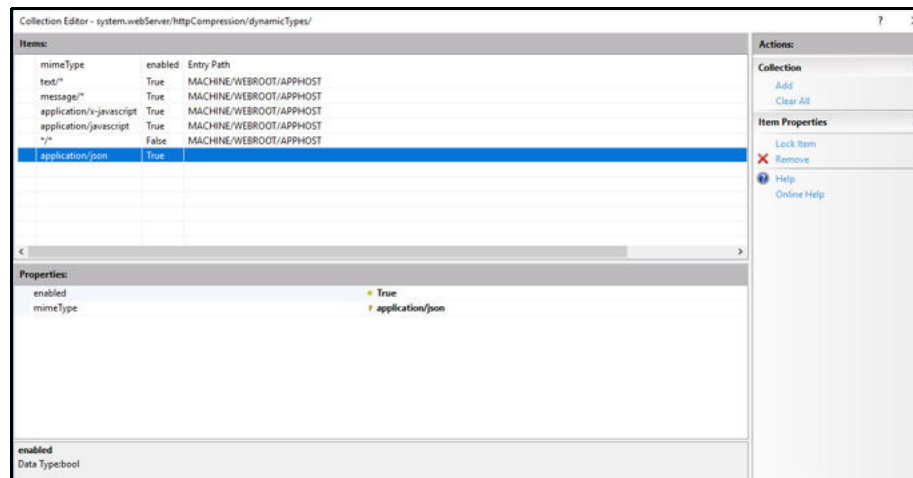 Collection Editor - system.webServer/httpCompression/dynamicTypes/ ?
Items:
mimeType enabled Entry Path
text/* True MACHINE/WEBROOT/APPHOST
message/* True MACHINE/WEBROOT/APPHOST
application/x-javascript True MACHINE/WEBROOT/APPHOST
application/javascript True MACHINE/WEBROOT/APPHOST
*/* False MACHINE/WEBROOT/APPHOST
application/json True
Properties:
enabled True
mimeType application/json
enabled
Data Type:bool
Actions:
Collection
Add
Clear All
Item Properties
Lock Item
Remove
Help
Online Help